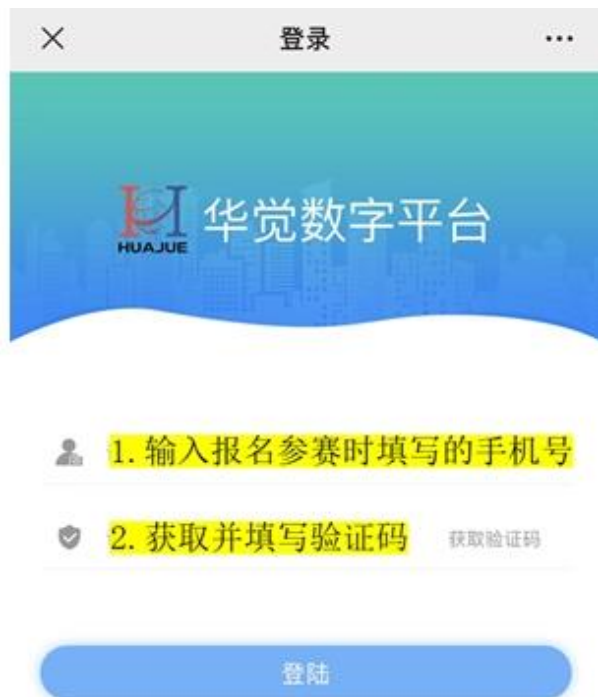 登录
华觉数字平台
HUAJUE
1.输入报名参赛时填写的手机号
2.获取并填写验证码
获取验证码
登陆